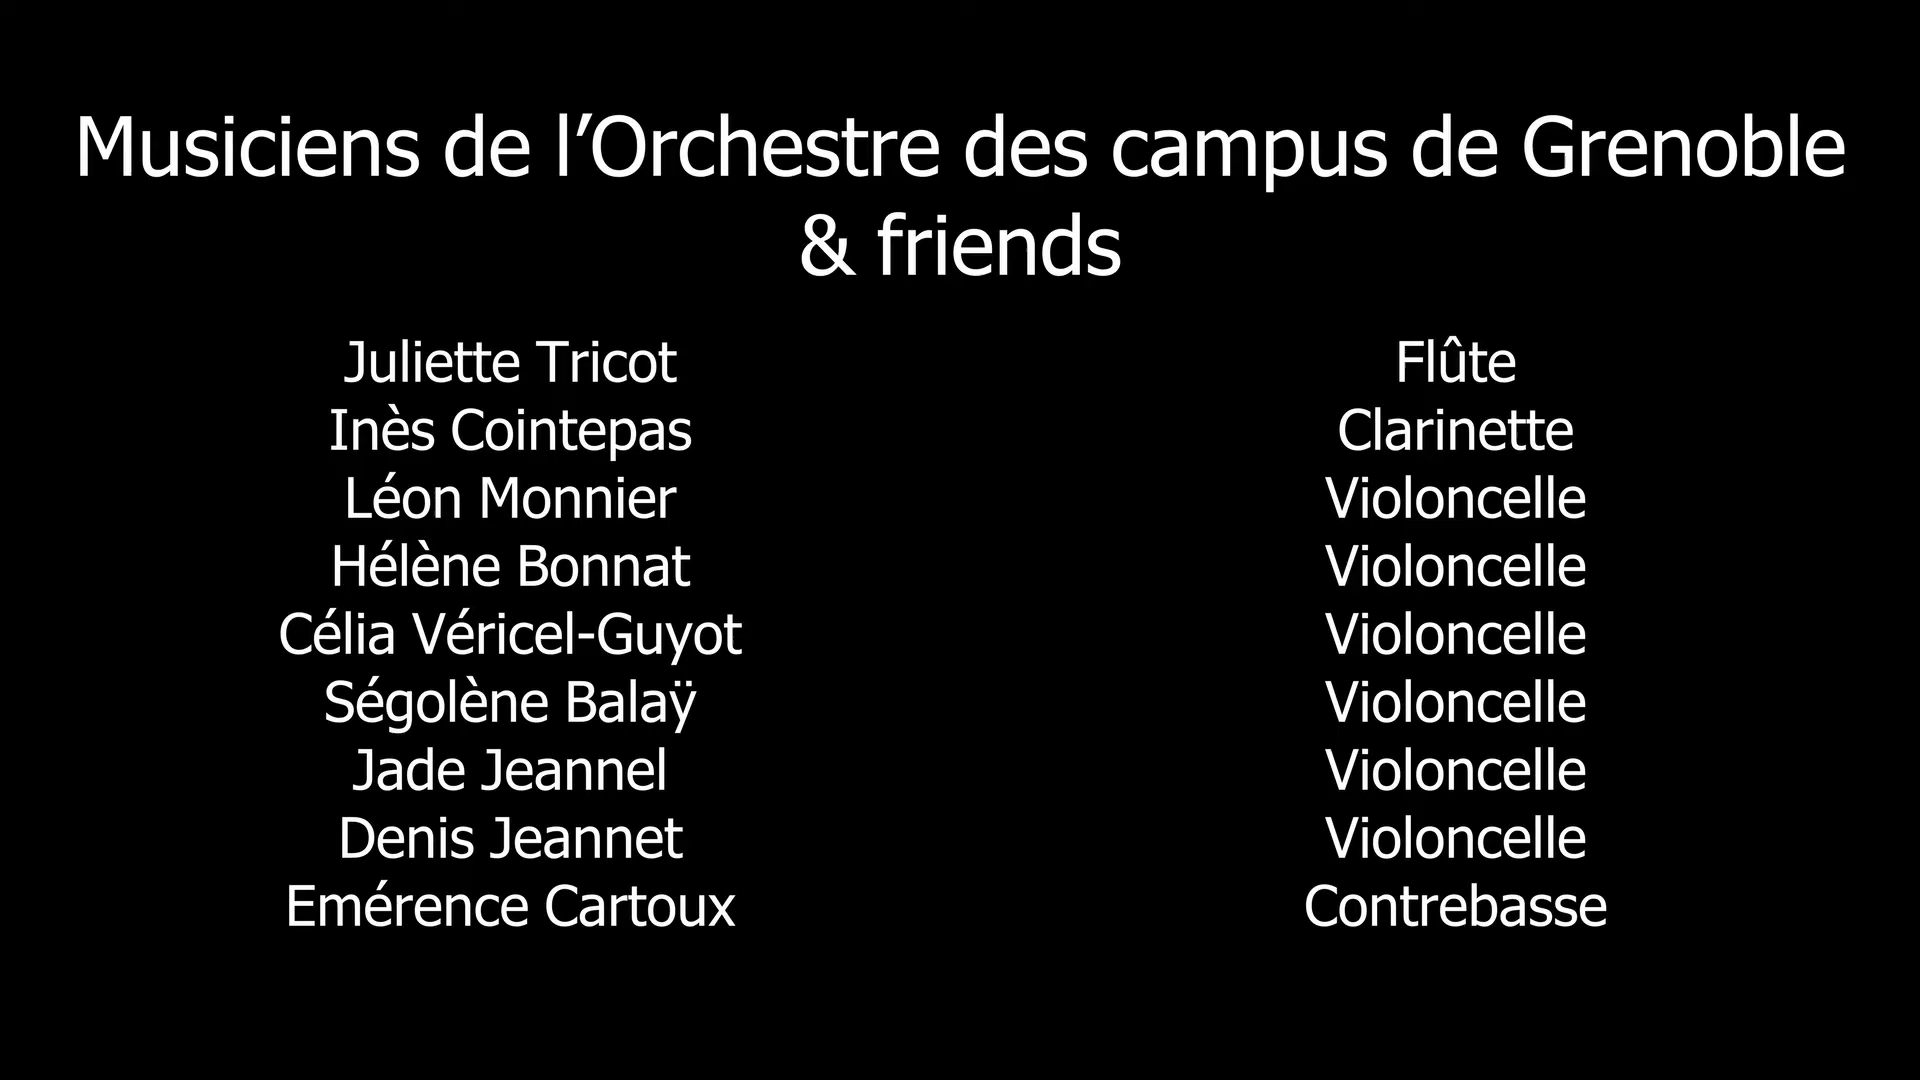 Musiciens de l’Orchestre des campus de Grenoble
& friends
Juliette Tricot Flûte
Inès Cointepas Clarinette
Léon Monnier Violoncelle
Hélène Bonnat Violoncelle
Célia Véricel-Guyot Violoncelle
Ségolène Balaÿ Violoncelle
Jade Jeannel Violoncelle
Denis Jeannet Violoncelle
Emérence Cartoux Contrebasse